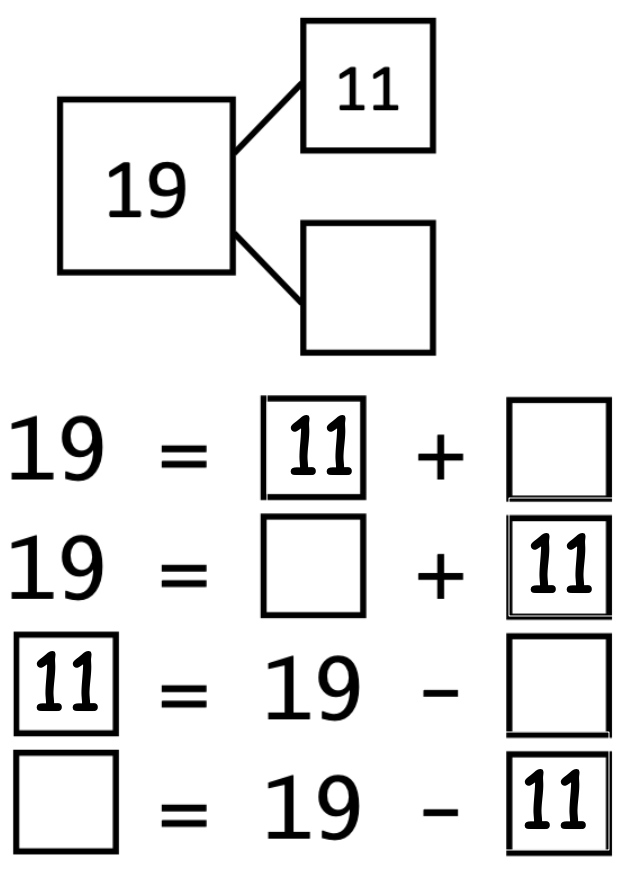 11
19
19 = 11 +
19 = + 11
11 = 19 -
= 19 - 11